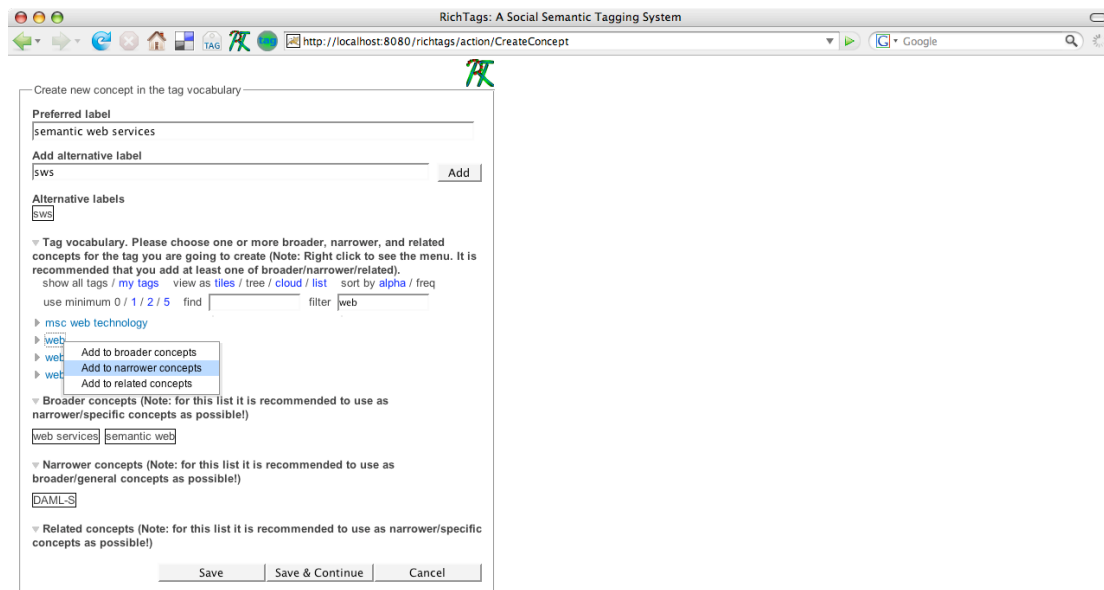 RichTags: A Social Semantic Tagging System
TAG tag http://localhost:8080/richtags/action/CreateConcept G Google
Create new concept in the tag vocabulary
Preferred label
semantic web services
Add alternative label
sws Add
Alternative labels
sws
Tag vocabulary. Please choose one or more broader, narrower, and related
concepts for the tag you are going to create (Note: Right click to see the menu. It is
recommended that you add at least one of broader/narrower/related).
show all tags / my tags view as tiles / tree / cloud / list sort by alpha / freq
use minimum 0 / 1 / 2 / 5 find filter web
msc web technology
web
Add to broader concepts
web
Add to narrower concepts
web
Add to related concepts
Broader concepts (Note: for this list it is recommended to use as
narrower/specific concepts as possible!)
web services semantic web
Narrower concepts (Note: for this list it is recommended to use as
broader/general concepts as possible!)
DAML-S
Related concepts (Note: for this list it is recommended to use as narrower/specific
concepts as possible!)
Save Save & Continue Cancel